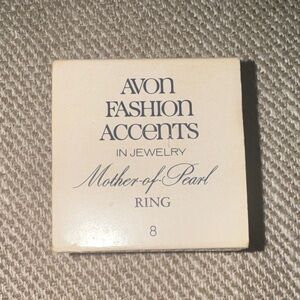 AVON
FASHION
ACCENTS
IN JEWELRY
Mother-of-Pearl
RING
8